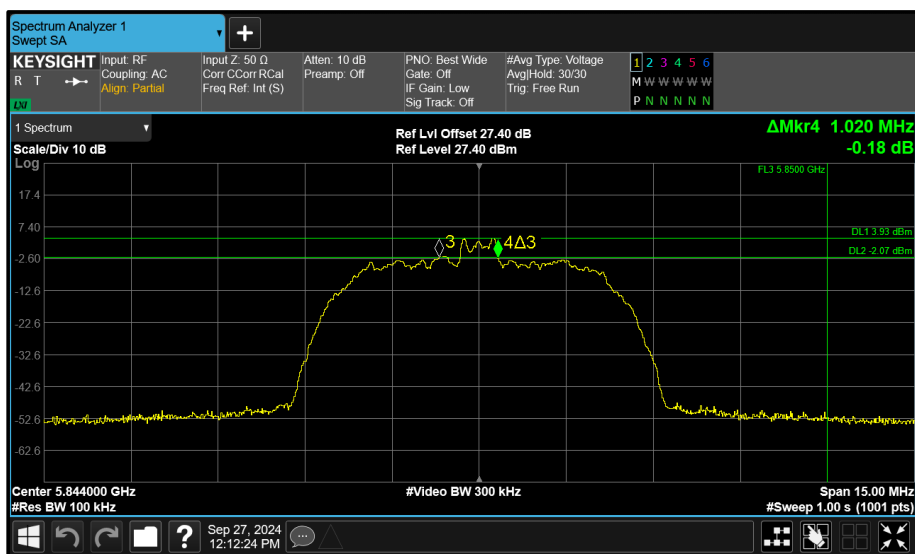 Spectrum Analyzer 1
Swept SA
▼
+
KEYSIGHT
R T
LXI
Input: RF
Coupling: AC
Align: Partial
Input Z: 50 Ω
Corr CCorr RCal
Freq Ref: Int (S)
Atten: 10 dB
Preamp: Off
PNO: Best Wide
Gate: Off
IF Gain: Low
Sig Track: Off
#Avg Type: Voltage
Avg|Hold: 30/30
Trig: Free Run
1 2 3 4 5 6
M W W W W W
P N N N N N
1 Spectrum ▼
Scale/Div 10 dB
Ref Lvl Offset 27.40 dB
Ref Level 27.40 dBm
ΔMkr4 1.020 MHz
-0.18 dB
Log
FL3 5.8500 GHz
17.4
7.40
DL1 3.93 dBm
3
4Δ3
DL2 -2.07 dBm
-2.60
-12.6
-22.6
-32.6
-42.6
-52.6
-62.6
Center 5.844000 GHz
#Video BW 300 kHz
Span 15.00 MHz
#Res BW 100 kHz
#Sweep 1.00 s (1001 pts)
?
Sep 27, 2024
12:12:24 PM